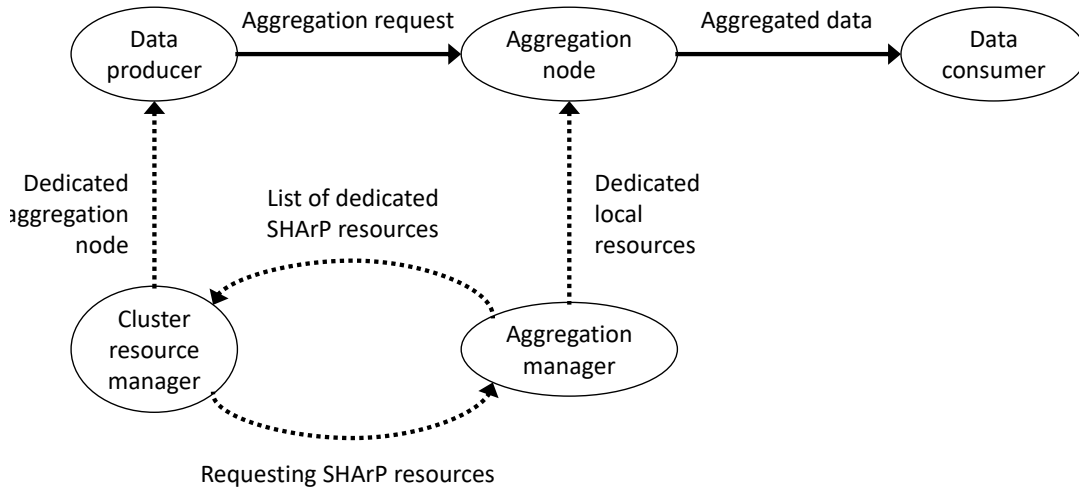 Aggregation request
Aggregated data
Data
producer
Aggregation
node
Data
consumer
Dedicated
aggregation
node
List of dedicated
SHArP resources
Dedicated
local
resources
Cluster
resource
manager
Aggregation
manager
Requesting SHArP resources